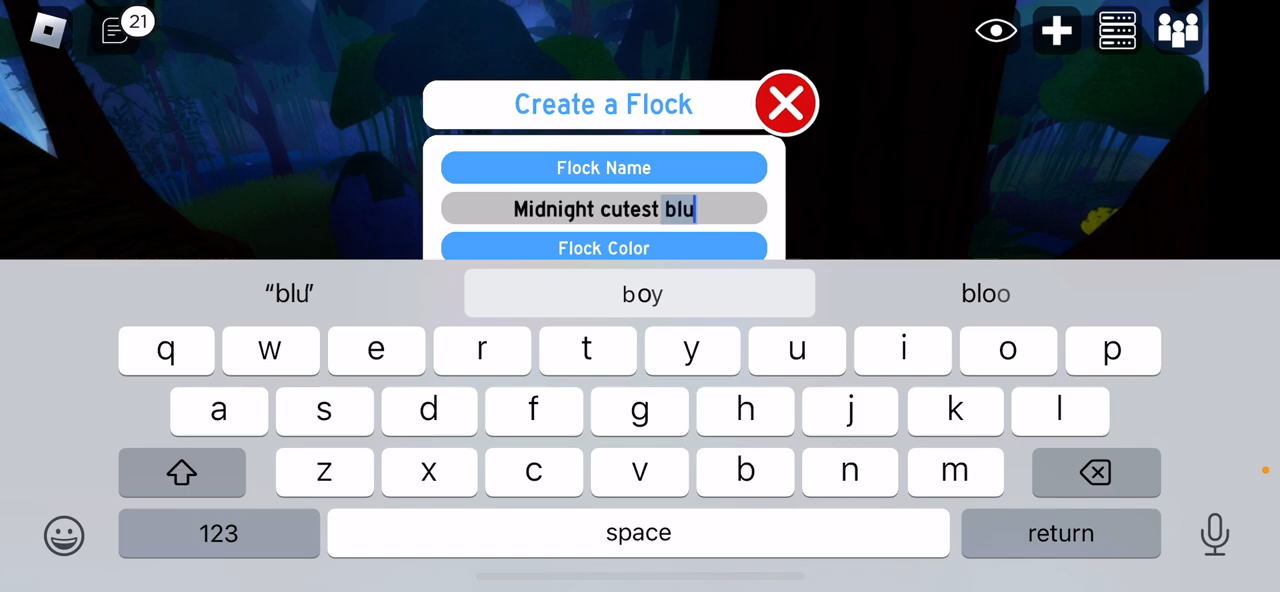 21
Create a Flock
Flock Name
Midnight cutest blu
Flock Color
“blu” boy bloo
q w e r t y u i o p
a s d f g h j k l
z x c v b n m
123 space return